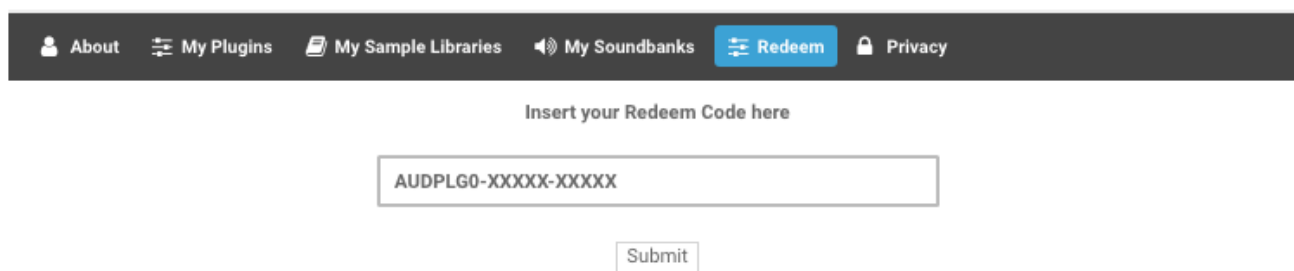 About My Plugins My Sample Libraries My Soundbanks Redeem Privacy
Insert your Redeem Code here
AUDPLG0-XXXXX-XXXXX
Submit